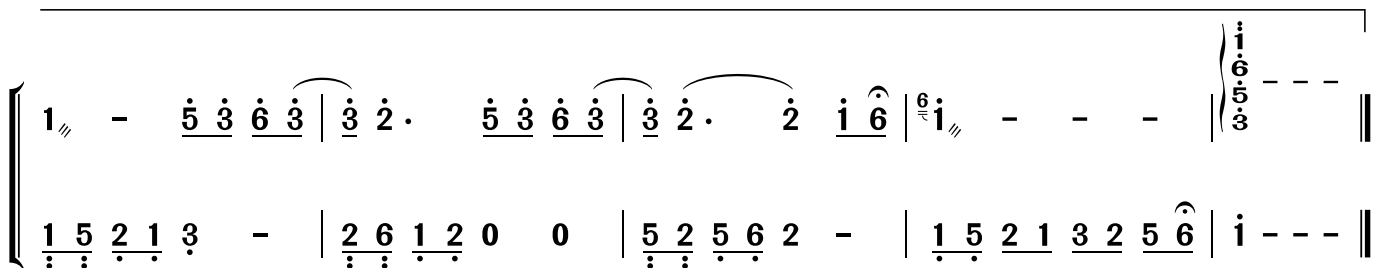 1 - 5̇ 3̇ 6̇ 3̇ | 3̇ 2̇ · 5̇ 3̇ 6̇ 3̇ | 3̇ 2̇ · 2̇ 1̇ 6 | 6 1̇ - - - | 1̇ 6 5 3 - - -
1 5 2 1 3 - | 2 6 1 2 0 0 | 5 2 5 6 2 - | 1 5 2 1 3 2 5 6 | 1̇ - - -